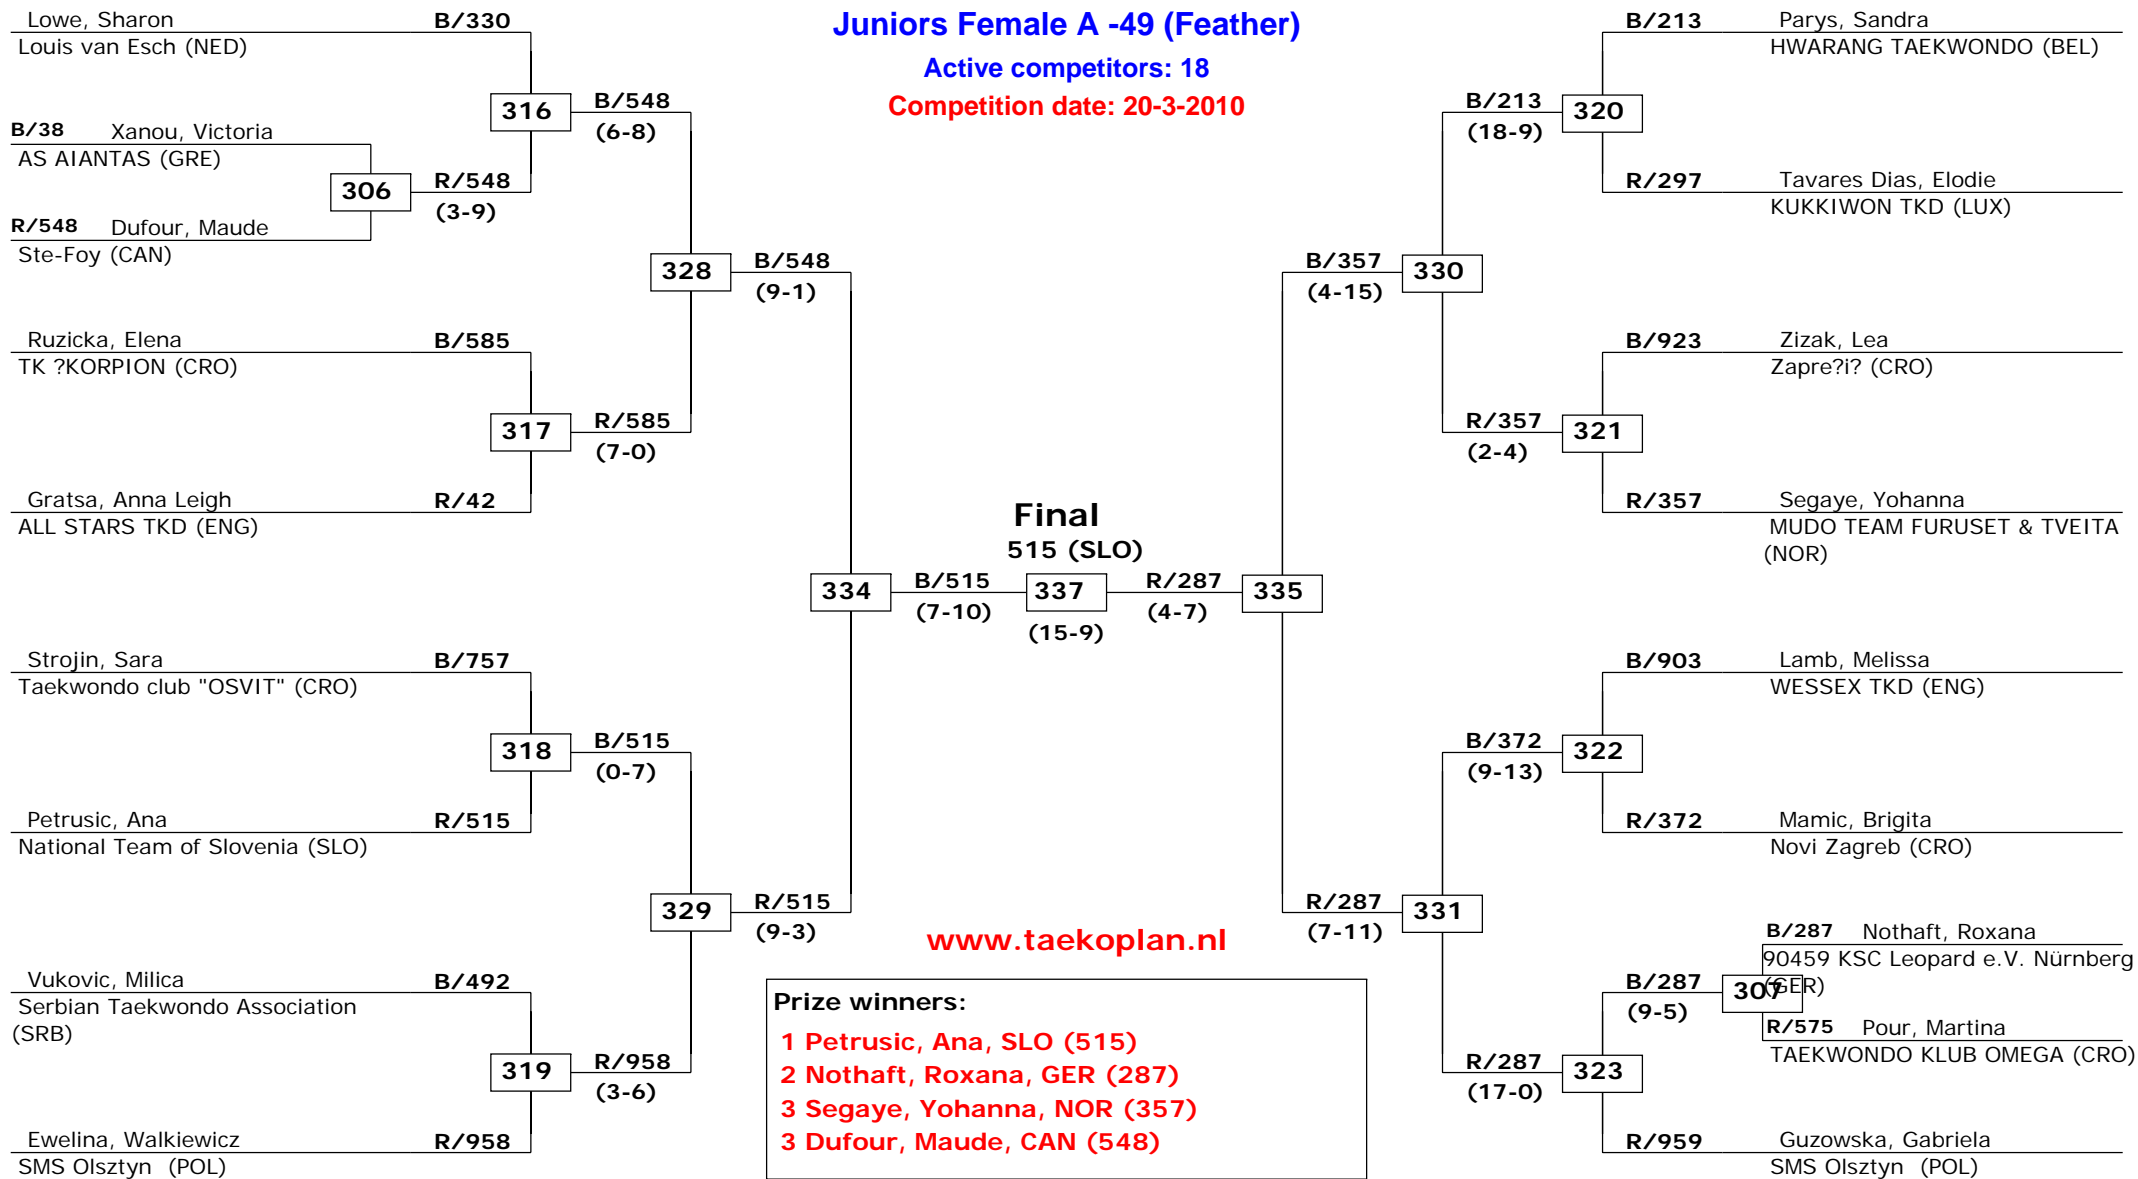 Juniors Female A -49 (Feather)
Active competitors: 18
Competition date: 20-3-2010
Lowe, Sharon B/330
Louis van Esch (NED)
316
B/548
(6-8)
B/38 Xanou, Victoria
AS AIANTAS (GRE)
306
R/548
(3-9)
R/548 Dufour, Maude
Ste-Foy (CAN)
328
B/548
(9-1)
Ruzicka, Elena B/585
TK ?KORPION (CRO)
317
R/585
(7-0)
Gratsa, Anna Leigh R/42
ALL STARS TKD (ENG)
334
B/515
(7-10)
Strojin, Sara B/757
Taekwondo club "OSVIT" (CRO)
318
B/515
(0-7)
Petrusic, Ana R/515
National Team of Slovenia (SLO)
329
R/515
(9-3)
Vukovic, Milica B/492
Serbian Taekwondo Association
(SRB)
319
R/958
(3-6)
Ewelina, Walkiewicz R/958
SMS Olsztyn (POL)
Final
515 (SLO)
337
(15-9)
B/213 Parys, Sandra
HWARANG TAEKWONDO (BEL)
B/213
(18-9)
320
R/297 Tavares Dias, Elodie
KUKKIWON TKD (LUX)
B/357
(4-15)
330
B/923 Zizak, Lea
Zapre?i? (CRO)
R/357
(2-4)
321
R/357 Segaye, Yohanna
MUDO TEAM FURUSET & TVEITA
(NOR)
R/287
(4-7)
335
B/903 Lamb, Melissa
WESSEX TKD (ENG)
B/372
(9-13)
322
R/372 Mamic, Brigita
Novi Zagreb (CRO)
R/287
(7-11)
331
B/287 Nothaft, Roxana
90459 KSC Leopard e.V. Nürnberg
(GER)
B/287
(9-5)
307
R/575 Pour, Martina
TAEKWONDO KLUB OMEGA (CRO)
R/287
(17-0)
323
R/959 Guzowska, Gabriela
SMS Olsztyn (POL)
www.taekoplan.nl
Prize winners:
1 Petrusic, Ana, SLO (515)
2 Nothaft, Roxana, GER (287)
3 Segaye, Yohanna, NOR (357)
3 Dufour, Maude, CAN (548)